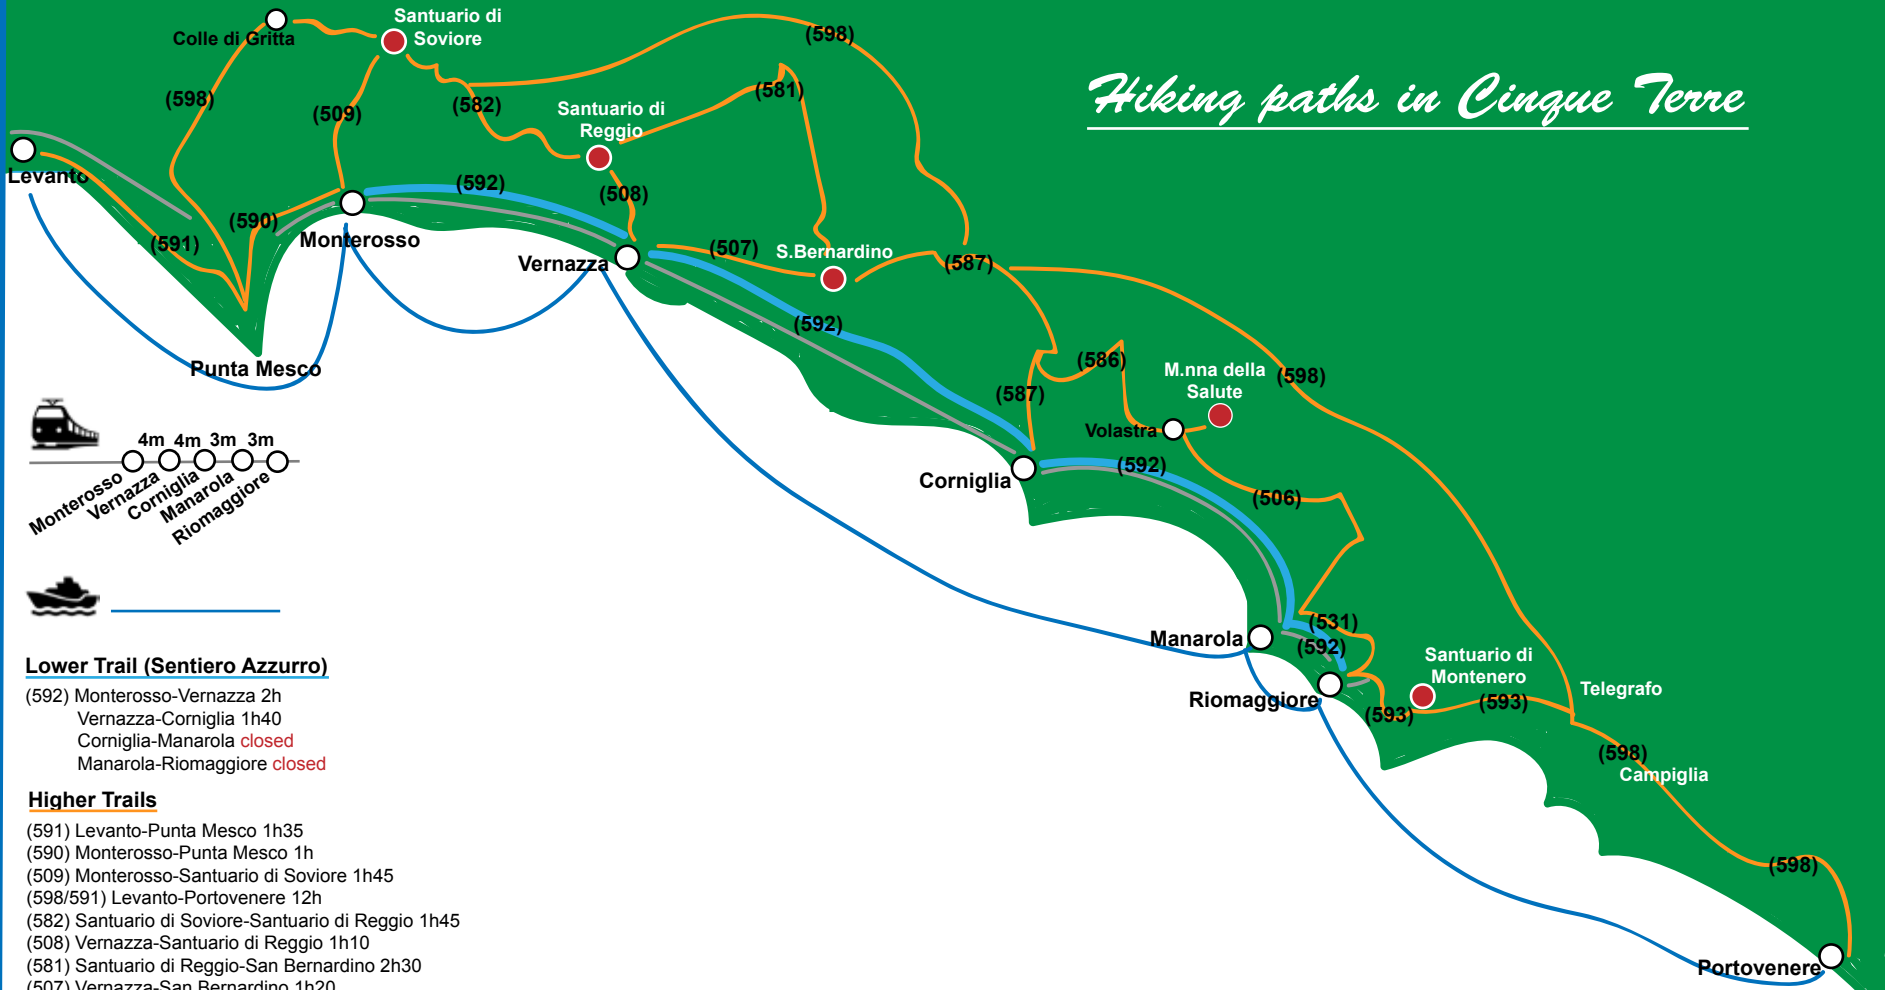 Hiking paths in Cinque Terre
Santuario di
Soviore
Colle di Gritta
(598)
(598)
(509)
(582)
(581)
Santuario di
Reggio
Levanto
(592)
(508)
(590)
(591)
Monterosso
Vernazza
(507)
S.Bernardino
(587)
(592)
Punta Mesco
(586)
(587)
M.nna della
Salute
(598)
Volastra
(592)
Corniglia
(506)
(531)
Manarola
(592)
Santuario di
Montenero
Riomaggiore
(593)
(593)
Telegrafo
(598)
Campiglia
(598)
Portovenere
4m 4m 3m 3m
Monterosso
Vernazza
Corniglia
Manarola
Riomaggiore
Lower Trail (Sentiero Azzurro)
(592) Monterosso-Vernazza 2h
Vernazza-Corniglia 1h40
Corniglia-Manarola closed
Manarola-Riomaggiore closed
Higher Trails
(591) Levanto-Punta Mesco 1h35
(590) Monterosso-Punta Mesco 1h
(509) Monterosso-Santuario di Soviore 1h45
(598/591) Levanto-Portovenere 12h
(582) Santuario di Soviore-Santuario di Reggio 1h45
(508) Vernazza-Santuario di Reggio 1h10
(581) Santuario di Reggio-San Bernardino 2h30
(507) Vernazza-San Bernardino 1h20